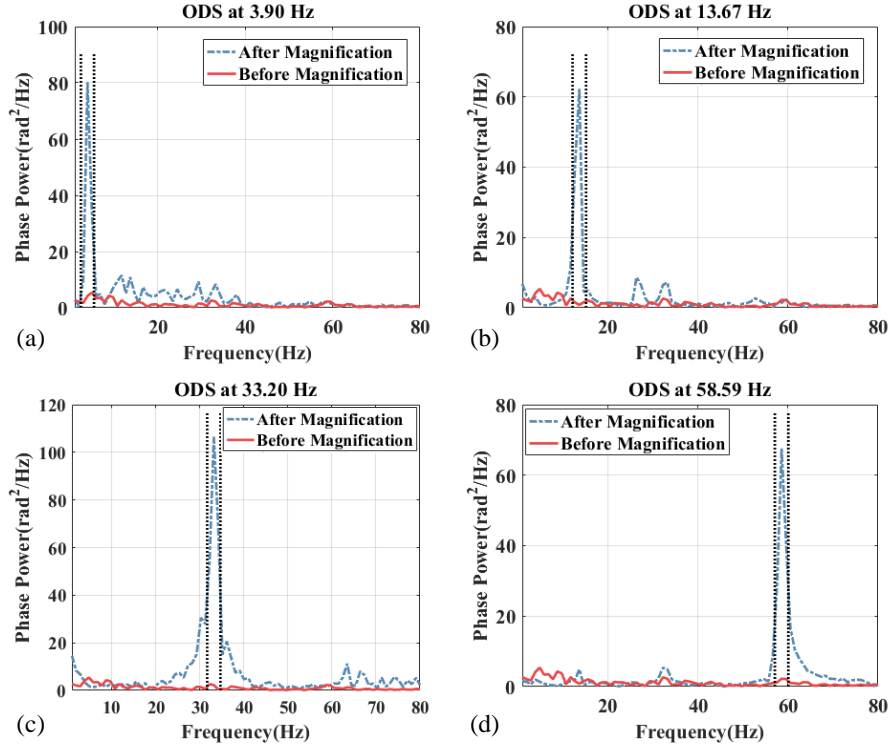 ODS at 3.90 Hz
100
80
60
40
20
0
20
40
60
80
Phase Power(rad²/Hz)
Frequency(Hz)
After Magnification
Before Magnification
(a)
ODS at 13.67 Hz
80
60
40
20
0
20
40
60
80
Phase Power(rad²/Hz)
Frequency(Hz)
After Magnification
Before Magnification
(b)
ODS at 33.20 Hz
120
100
80
60
40
20
0
10
20
30
40
50
60
70
80
Phase Power(rad²/Hz)
Frequency(Hz)
After Magnification
Before Magnification
(c)
ODS at 58.59 Hz
80
60
40
20
0
20
40
60
80
Phase Power(rad²/Hz)
Frequency(Hz)
After Magnification
Before Magnification
(d)